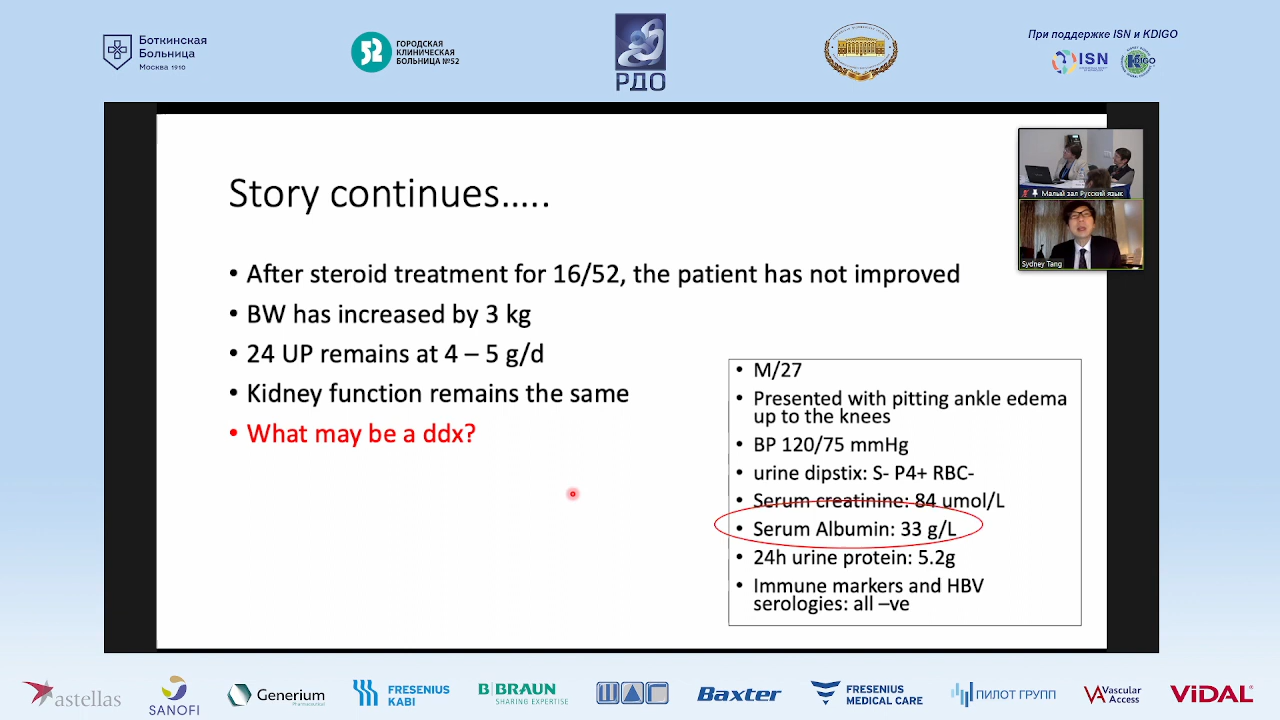 Боткинская
Больница
Москва 1910
52
ГОРОДСКАЯ
КЛИНИЧЕСКАЯ
БОЛЬНИЦА №52
РДО
При поддержке ISN и KDIGO
ISN
KDIGO
Малый зал Русский язык
Sydney Tang
Story continues.....
• After steroid treatment for 16/52, the patient has not improved
• BW has increased by 3 kg
• 24 UP remains at 4 – 5 g/d
• Kidney function remains the same
• What may be a ddx?
• M/27
• Presented with pitting ankle edema
up to the knees
• BP 120/75 mmHg
• urine dipstix: S- P4+ RBC-
• Serum creatinine: 84 umol/L
• Serum Albumin: 33 g/L
• 24h urine protein: 5.2g
• Immune markers and HBV
serologies: all –ve
astellas
SANOFI
Generium
Pharmaceutical
FRESENIUS
KABI
B|BRAUN
SHARING EXPERTISE
ШАГ
Baxter
FRESENIUS
MEDICAL CARE
ПИЛОТ ГРУПП
VA Vascular
Access
ViDAL